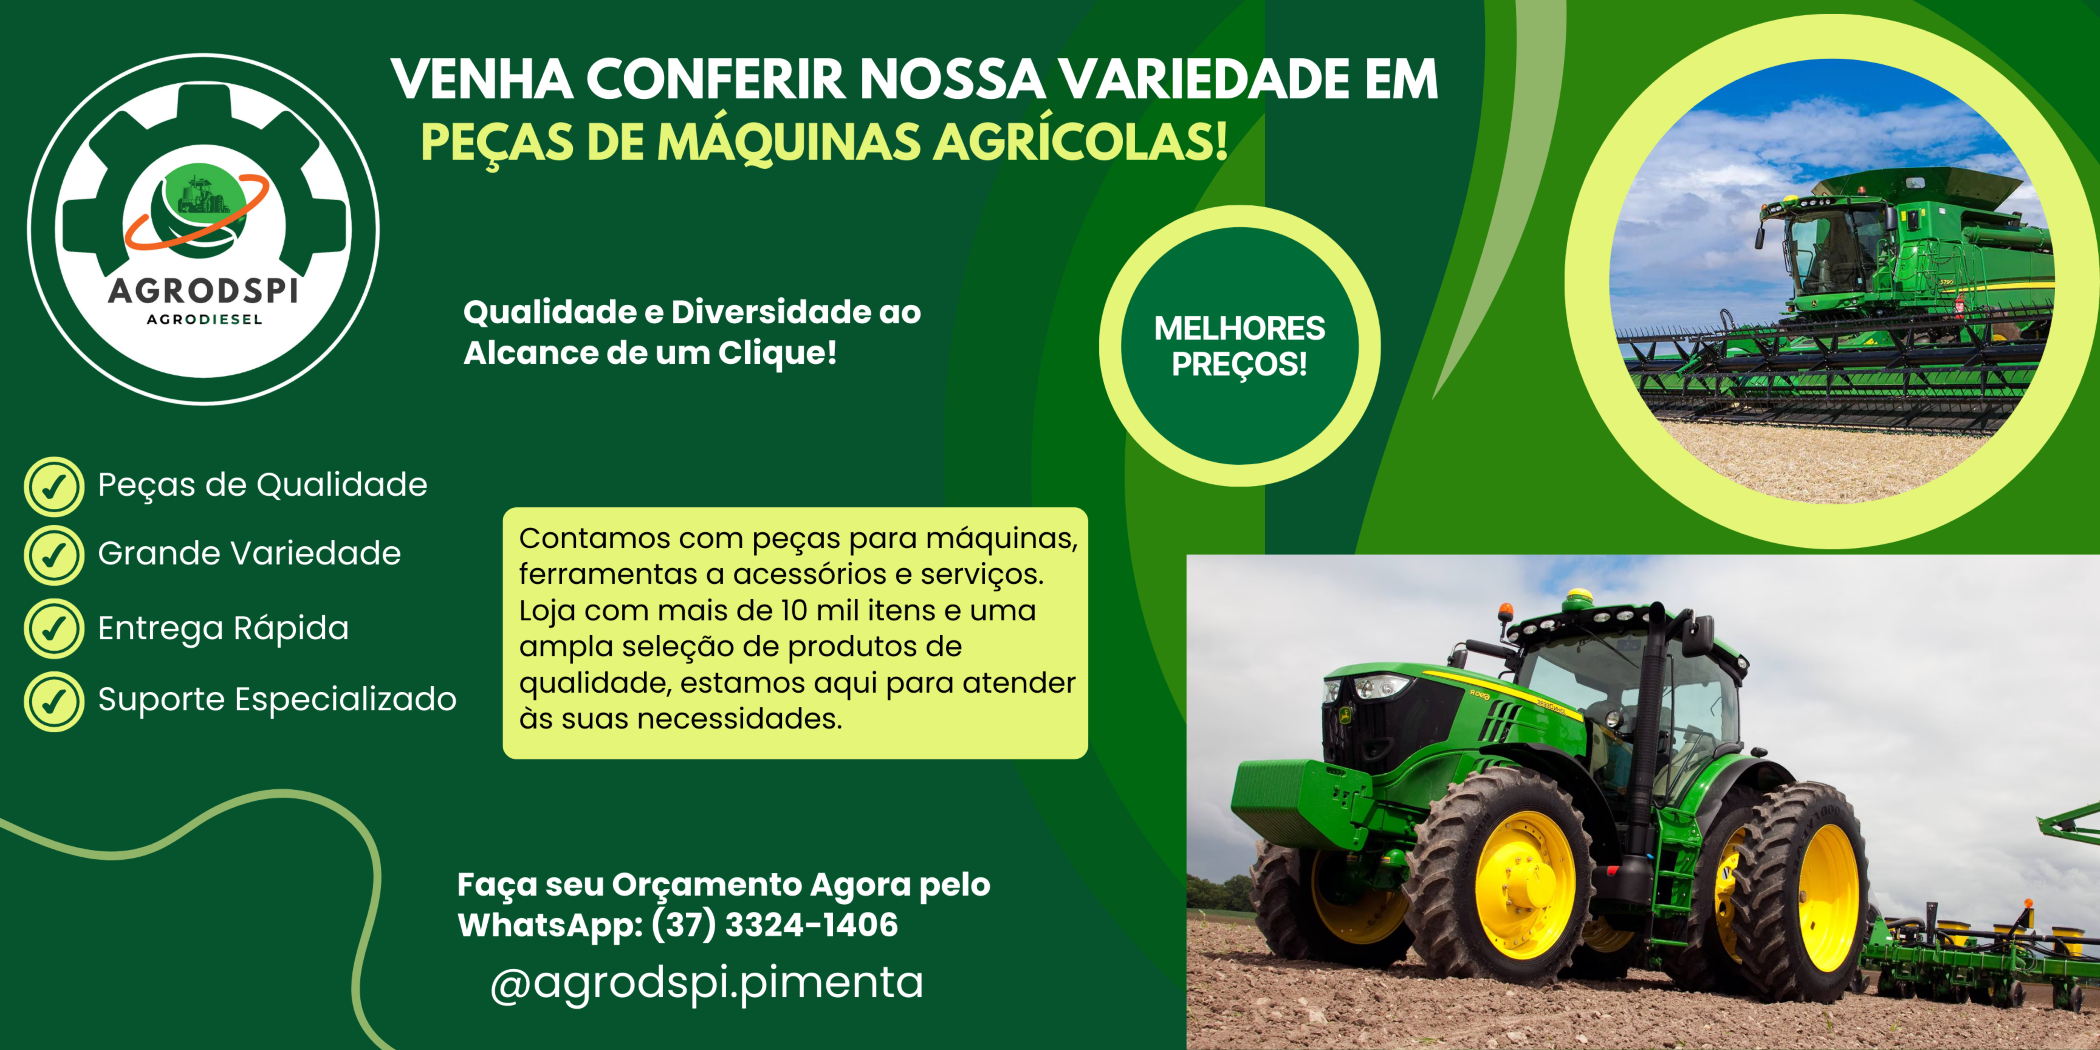 VENHA CONFERIR NOSSA VARIEDADE EM
PEÇAS DE MÁQUINAS AGRÍCOLAS!
AGRODSPI
AGRODIESEL
Qualidade e Diversidade ao
Alcance de um Clique!
MELHORES
PREÇOS!
Peças de Qualidade
Grande Variedade
Entrega Rápida
Suporte Especializado
Contamos com peças para máquinas,
ferramentas a acessórios e serviços.
Loja com mais de 10 mil itens e uma
ampla seleção de produtos de
qualidade, estamos aqui para atender
às suas necessidades.
Faça seu Orçamento Agora pelo
WhatsApp: (37) 3324-1406
@agrodspi.pimenta